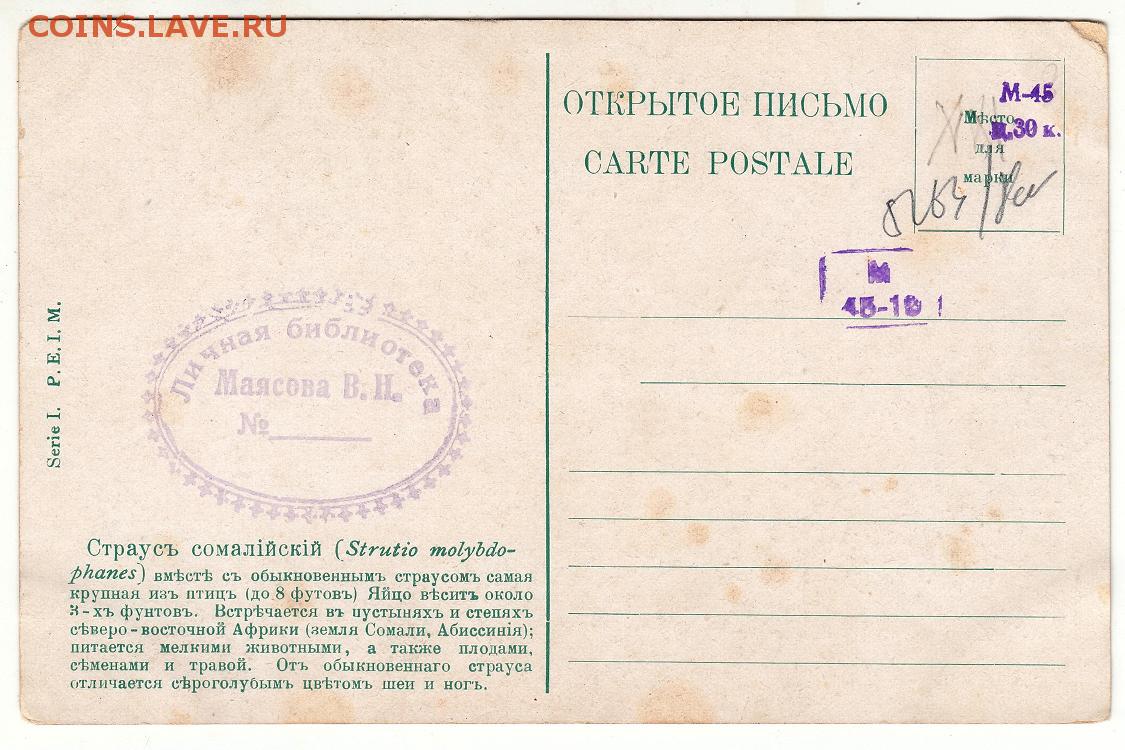 COINS.LAVE.RU
ОТКРЫТОЕ ПИСЬМО
CARTE POSTALE
М-45
Мѣсто
ц.30 к.
для
марки
М
45-19
Serie I. P. E. I. M.
Личная библиотека
Маясова В. Н.
№
Страусъ сомалійскій (Strutio molybdo-
phanes) вмѣстѣ съ обыкновеннымъ страусомъ самая
крупная изъ птицъ (до 8 футовъ) Яйцо вѣситъ около
3-хъ фунтовъ. Встрѣчается въ пустыняхъ и степяхъ
сѣверо-восточной Африки (земля Сомали, Абиссинія);
питается мелкими животными, а также плодами,
сѣменами и травой. Отъ обыкновеннаго страуса
отличается сѣроголубымъ цвѣтомъ шеи и ногъ.